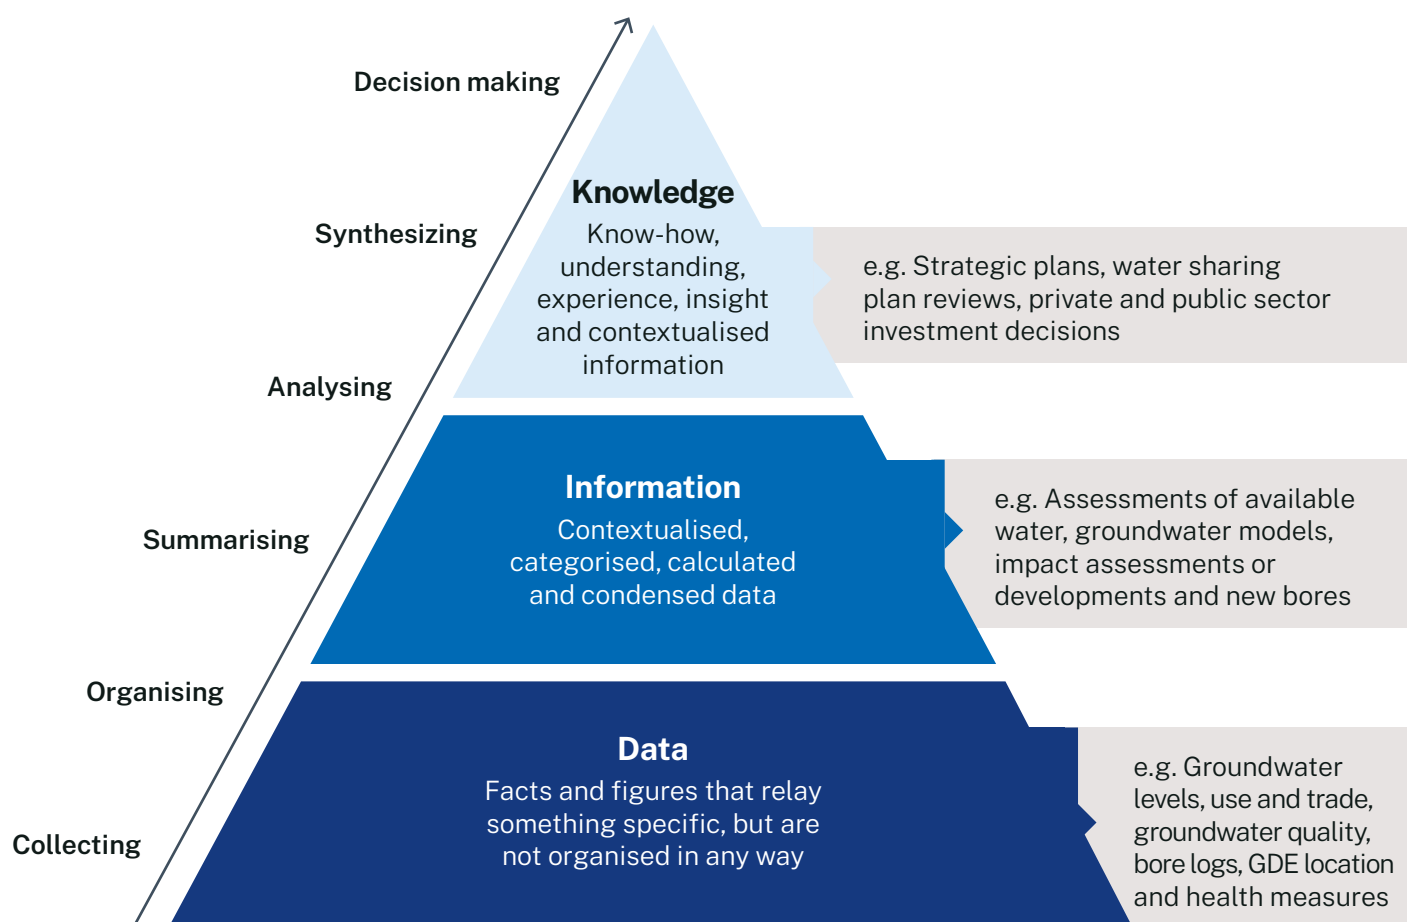 Decision making
Synthesizing
Analysing
Summarising
Organising
Collecting
Knowledge
Know-how,
understanding,
experience, insight
and contextualised
information
e.g. Strategic plans, water sharing
plan reviews, private and public sector
investment decisions
Information
Contextualised,
categorised, calculated
and condensed data
e.g. Assessments of available
water, groundwater models,
impact assessments or
developments and new bores
Data
Facts and figures that relay
something specific, but are
not organised in any way
e.g. Groundwater
levels, use and trade,
groundwater quality,
bore logs, GDE location
and health measures